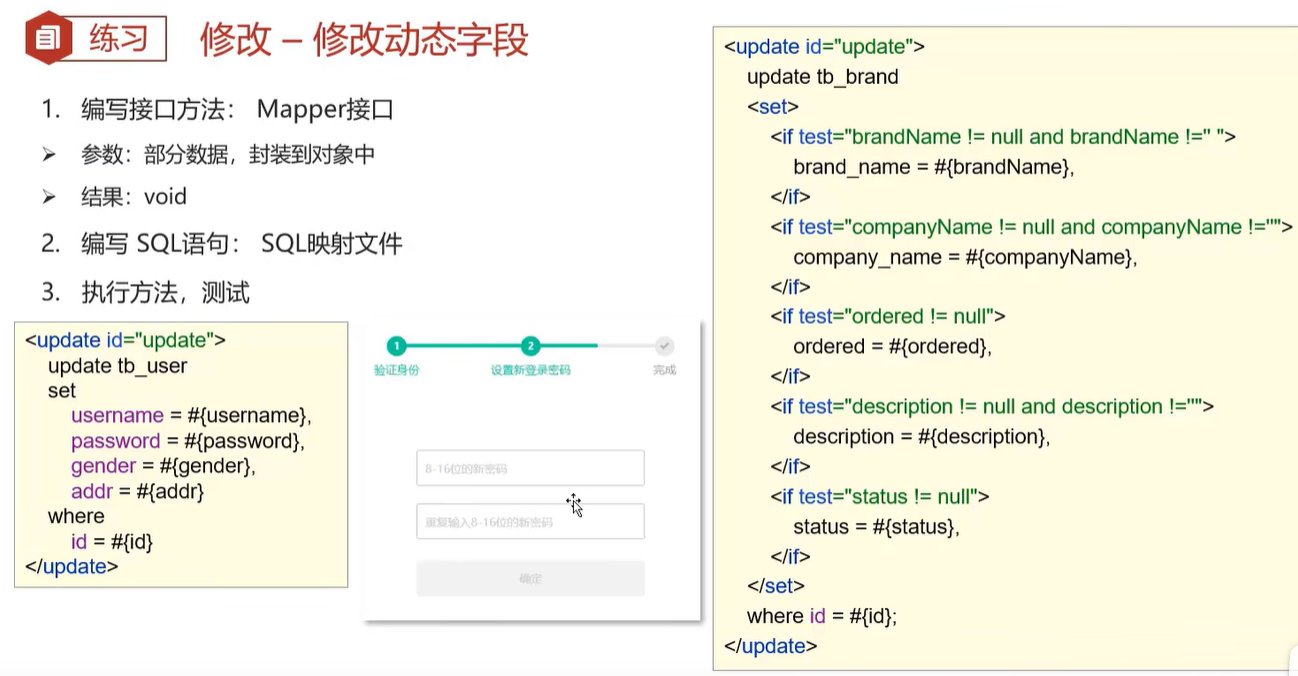 练习
修改 – 修改动态字段
1. 编写接口方法： Mapper接口
➢ 参数：部分数据，封装到对象中
➢ 结果：void
2. 编写 SQL语句： SQL映射文件
3. 执行方法，测试
<update id="update">
update tb_user
set
username = #{username},
password = #{password},
gender = #{gender},
addr = #{addr}
where
id = #{id}
</update>
1
2
验证身份
设置新登录密码
完成
8-16位的新密码
重复输入8-16位的新密码
确定
<update id="update">
update tb_brand
<set>
<if test="brandName != null and brandName !=" ">
brand_name = #{brandName},
</if>
<if test="companyName != null and companyName !="">
company_name = #{companyName},
</if>
<if test="ordered != null">
ordered = #{ordered},
</if>
<if test="description != null and description !="">
description = #{description},
</if>
<if test="status != null">
status = #{status},
</if>
</set>
where id = #{id};
</update>